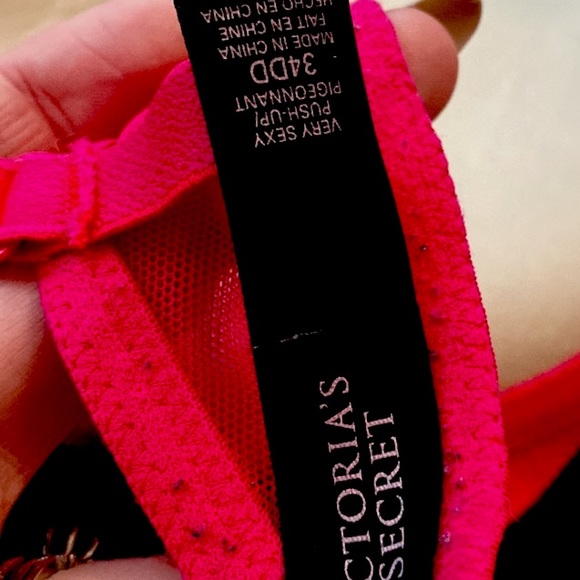 VERY SEXY
PUSH-UP!
PIGEONNANT
34DD
MADE IN CHINA
FAIT EN CHINE
HECHO EN CHINA
CTORIA'S
SECRET